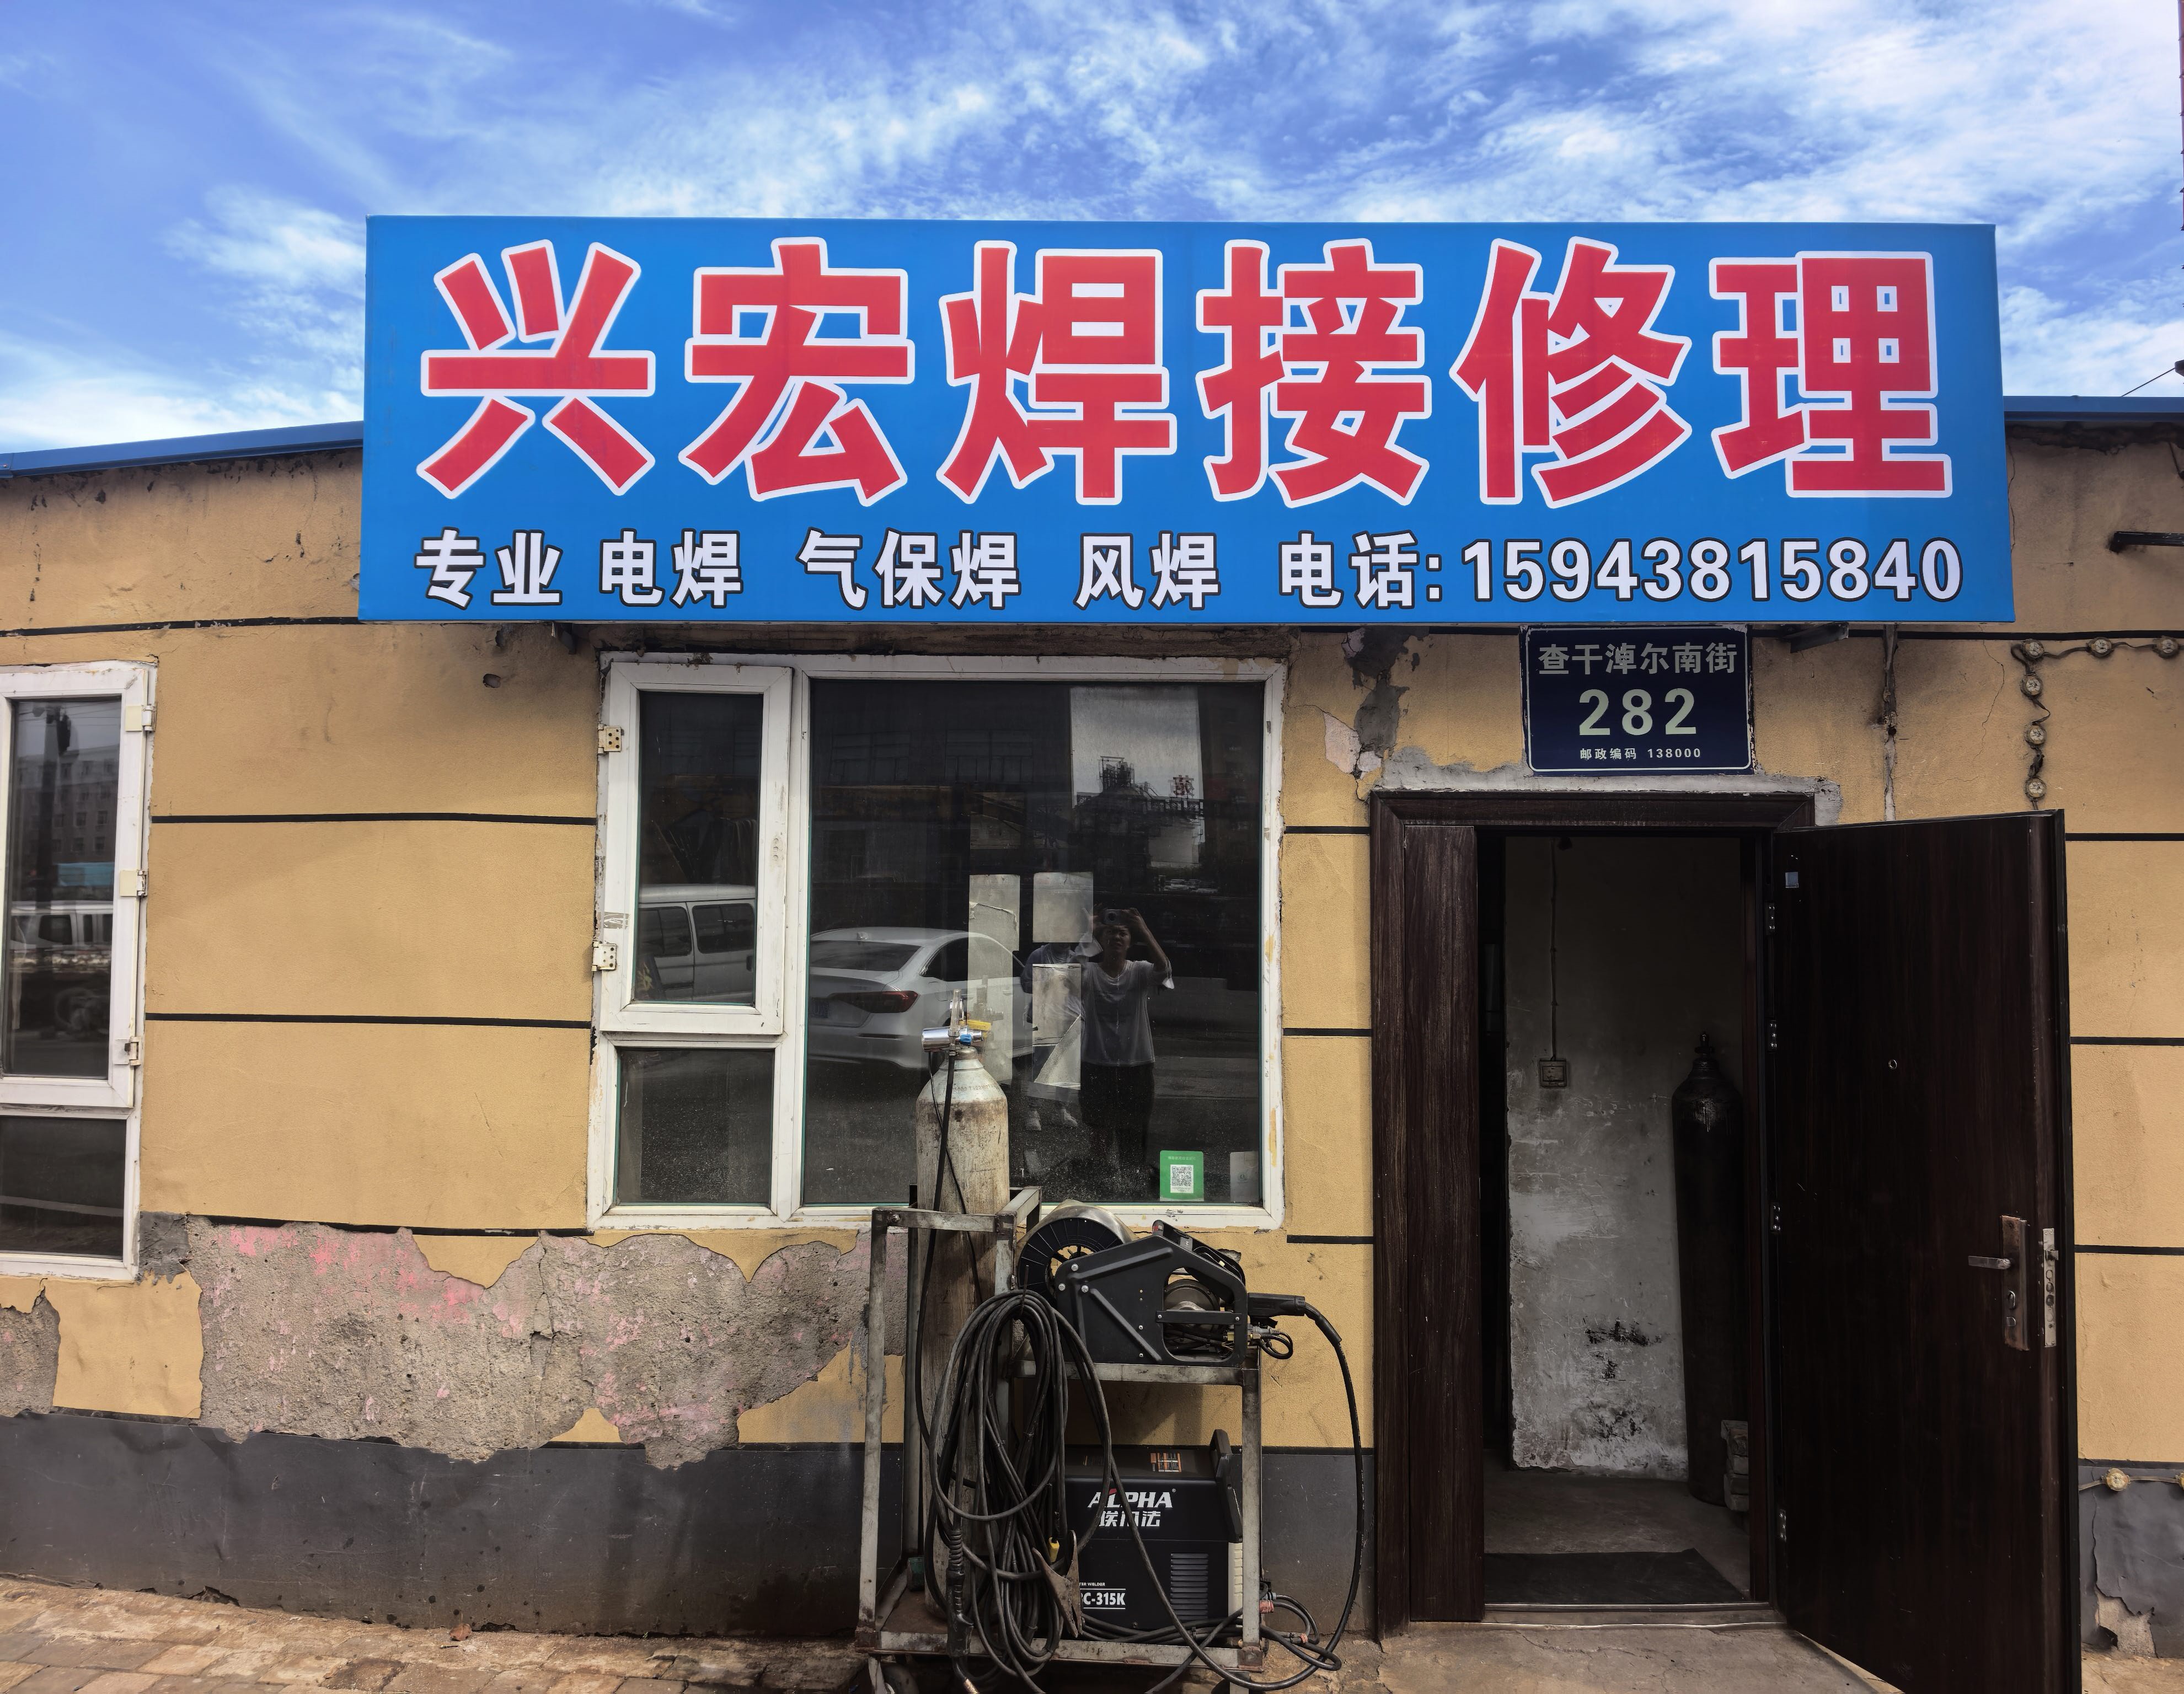 兴宏焊接修理
专业 电焊 气保焊 风焊 电话:15943815840
查干淖尔南街
282
邮政编码 138000
ALPHA
埃尔法
C-315K